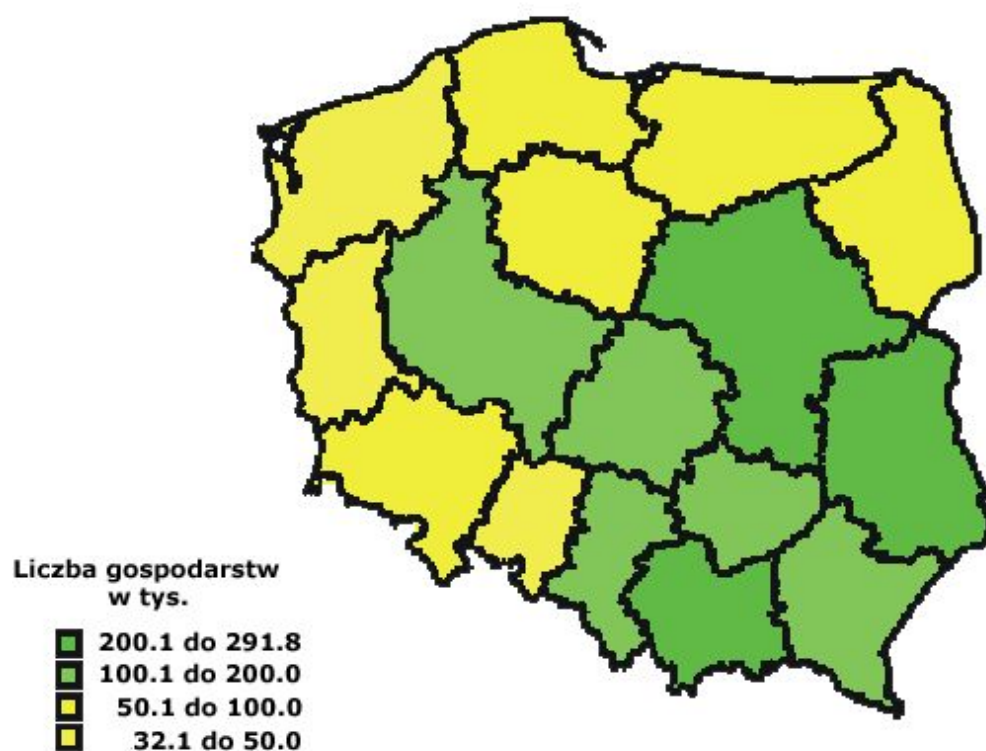 Liczba gospodarstw
w tys.
200.1 do 291.8
100.1 do 200.0
50.1 do 100.0
32.1 do 50.0